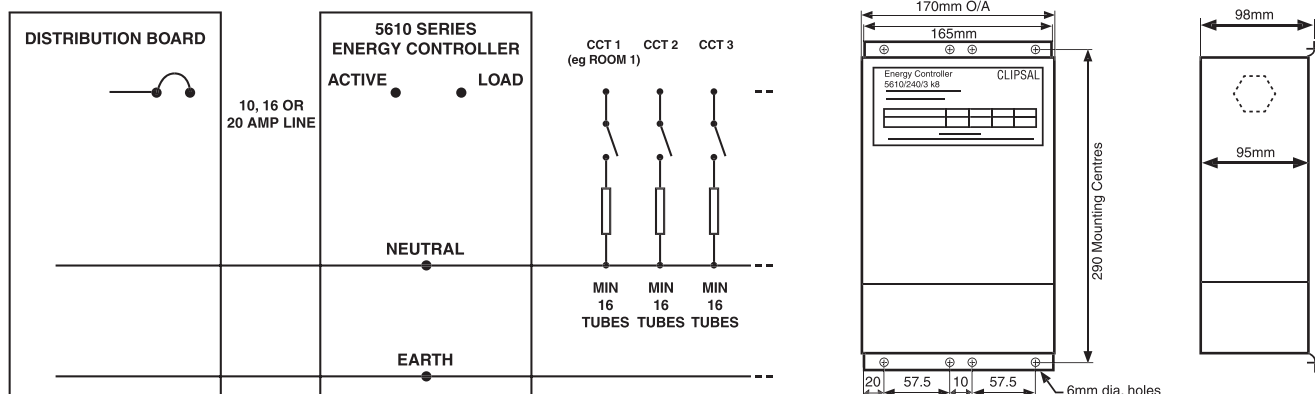 DISTRIBUTION BOARD
10, 16 OR
20 AMP LINE
5610 SERIES
ENERGY CONTROLLER
ACTIVE
LOAD
NEUTRAL
EARTH
CCT 1
(eg ROOM 1)
CCT 2
CCT 3
MIN
16
TUBES
MIN
16
TUBES
MIN
16
TUBES
170mm O/A
165mm
Energy Controller
5610/240/3 k8
CLIPSAL
290 Mounting Centres
20
57.5
10
57.5
6mm dia. holes
98mm
95mm